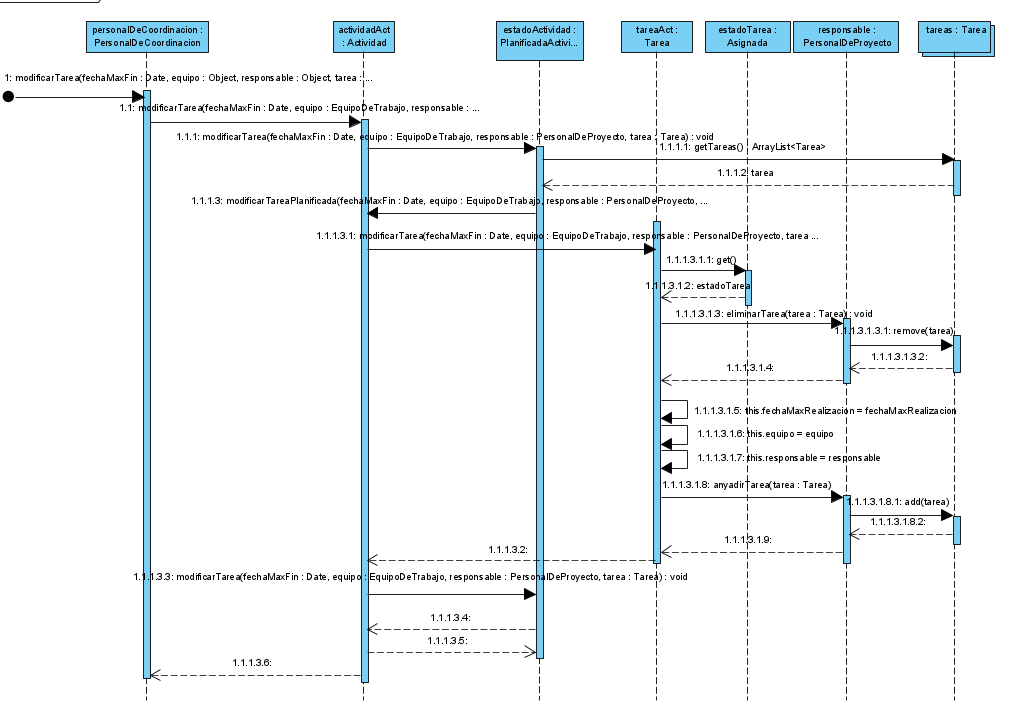 personalDeCoordinacion :
PersonalDeCoordinacion
actividadAct
: Actividad
estadoActividad :
PlanificadaActivi...
tareaAct :
Tarea
estadoTarea :
Asignada
responsable :
PersonalDeProyecto
tareas : Tarea
1: modificarTarea(fechaMaxFin : Date, equipo : Object, responsable : Object, tarea : ...
1.1: modificarTarea(fechaMaxFin : Date, equipo : EquipoDeTrabajo, responsable : ...
1.1.1: modificarTarea(fechaMaxFin : Date, equipo : EquipoDeTrabajo, responsable : PersonalDeProyecto, tarea : Tarea) : void
1.1.1.1: getTareas() : ArrayList<Tarea>
1.1.1.2: tarea
1.1.1.3: modificarTareaPlanificada(fechaMaxFin : Date, equipo : EquipoDeTrabajo, responsable : PersonalDeProyecto, ...
1.1.1.3.1: modificarTarea(fechaMaxFin : Date, equipo : EquipoDeTrabajo, responsable : PersonalDeProyecto, tarea ...
1.1.1.3.1.1: get()
1.1.1.3.1.2: estadoTarea
1.1.1.3.1.3: eliminarTarea(tarea : Tarea) : void
1.1.1.3.1.3.1: remove(tarea)
1.1.1.3.1.3.2:
1.1.1.3.1.4:
1.1.1.3.1.5: this.fechaMaxRealizacion = fechaMaxRealizacion
1.1.1.3.1.6: this.equipo = equipo
1.1.1.3.1.7: this.responsable = responsable
1.1.1.3.1.8: anyadirTarea(tarea : Tarea)
1.1.1.3.1.8.1: add(tarea)
1.1.1.3.1.8.2:
1.1.1.3.1.9:
1.1.1.3.2:
1.1.1.3.3: modificarTarea(fechaMaxFin : Date, equipo : EquipoDeTrabajo, responsable : PersonalDeProyecto, tarea : Tarea) : void
1.1.1.3.4:
1.1.1.3.5:
1.1.1.3.6: